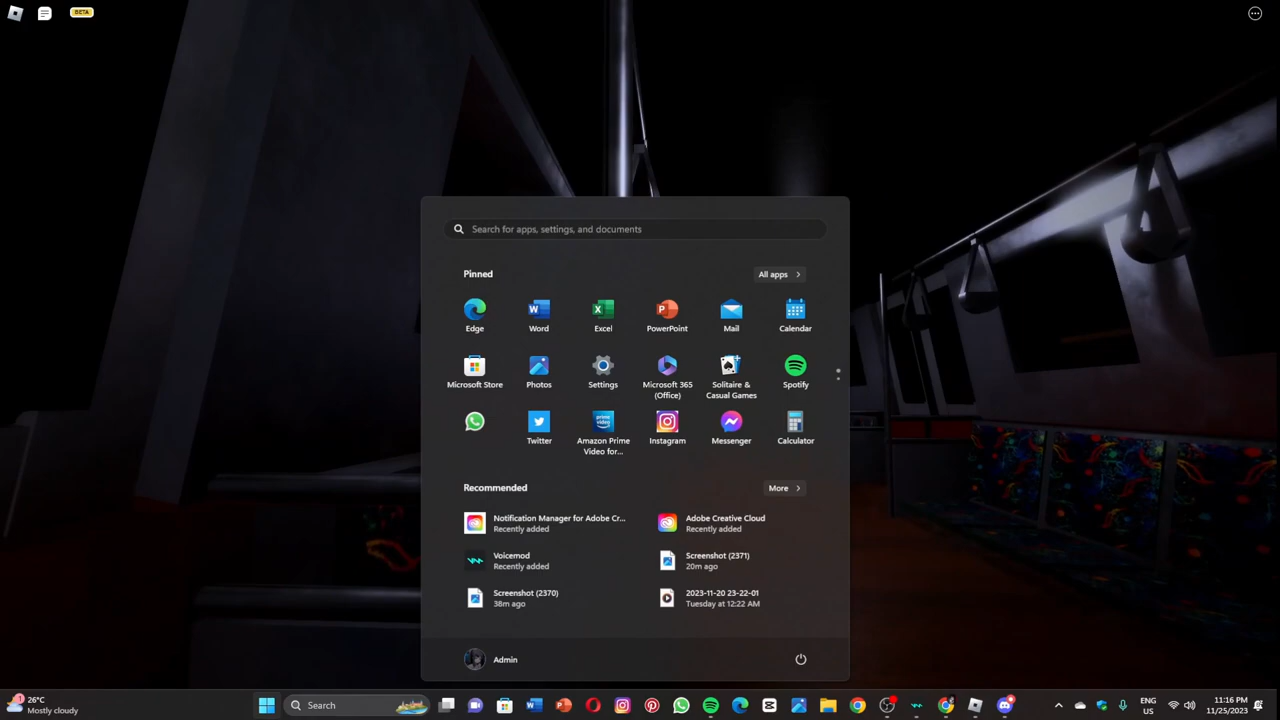 BETA
Search for apps, settings, and documents
Pinned
All apps
Edge
Word
Excel
PowerPoint
Mail
Calendar
Microsoft Store
Photos
Settings
Microsoft 365
(Office)
Solitaire &
Casual Games
Spotify
Twitter
Amazon Prime
Video for...
Instagram
Messenger
Calculator
Recommended
More
Notification Manager for Adobe Cr...
Recently added
Adobe Creative Cloud
Recently added
Voicemod
Recently added
Screenshot (2371)
20m ago
Screenshot (2370)
38m ago
2023-11-20 23-22-01
Tuesday at 12:22 AM
Admin
1
26°C
Mostly cloudy
Search
ENG
US
11:16 PM
11/25/2023